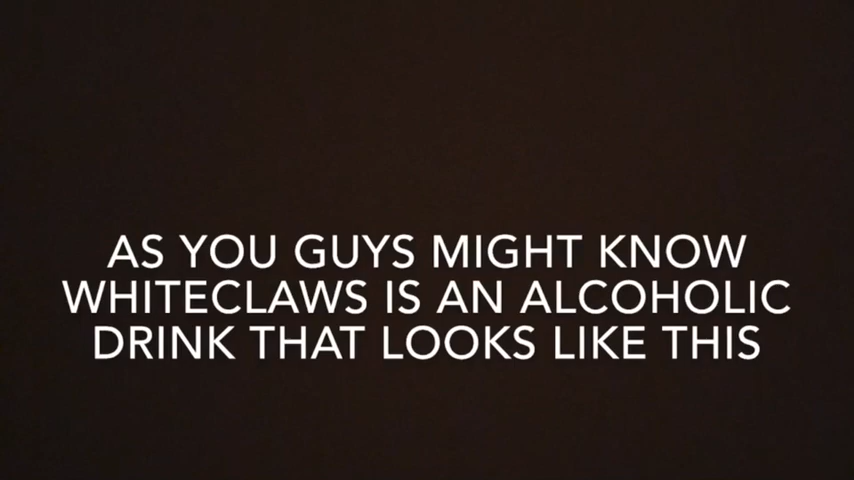 AS YOU GUYS MIGHT KNOW
WHITECLAWS IS AN ALCOHOLIC
DRINK THAT LOOKS LIKE THIS